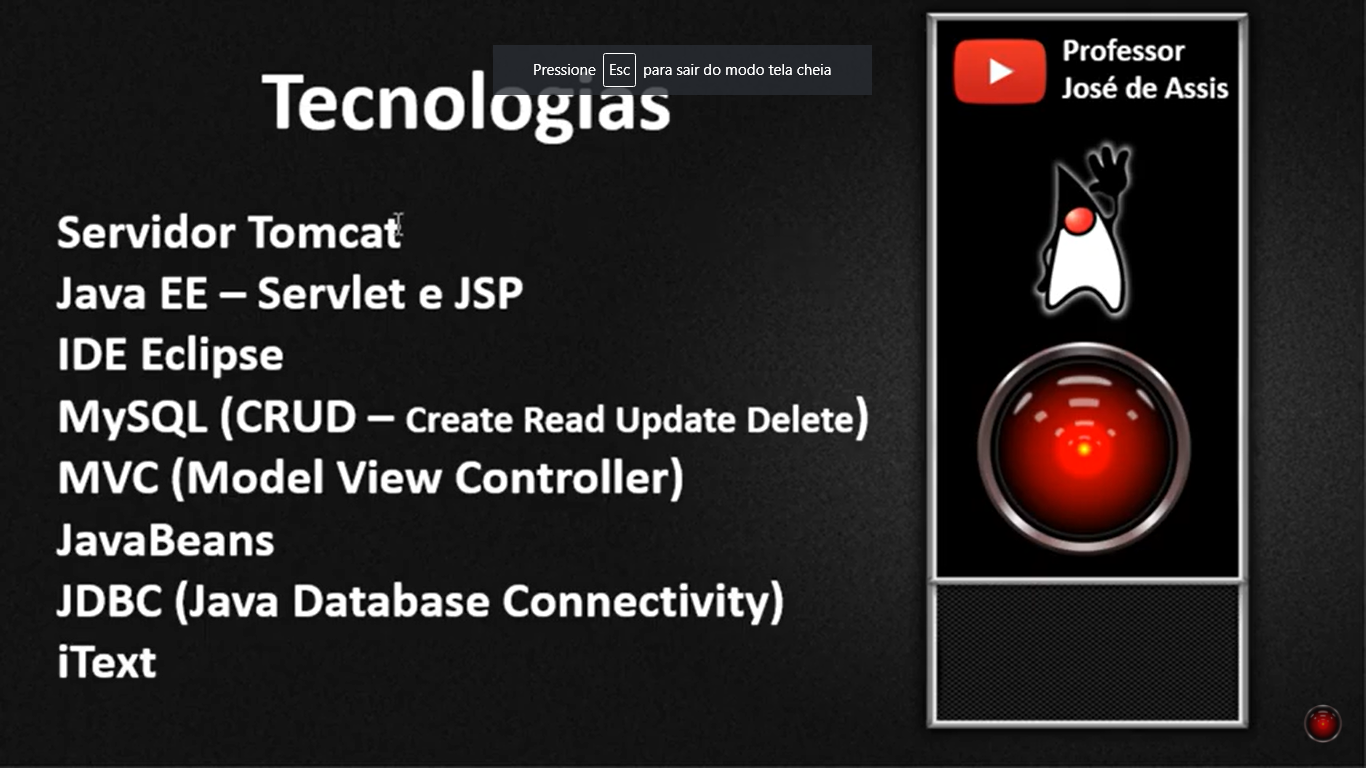 Pressione Esc para sair do modo tela cheia
Tecnologias
Servidor Tomcat
Java EE – Servlet e JSP
IDE Eclipse
MySQL (CRUD – Create Read Update Delete)
MVC (Model View Controller)
JavaBeans
JDBC (Java Database Connectivity)
iText
Professor
José de Assis